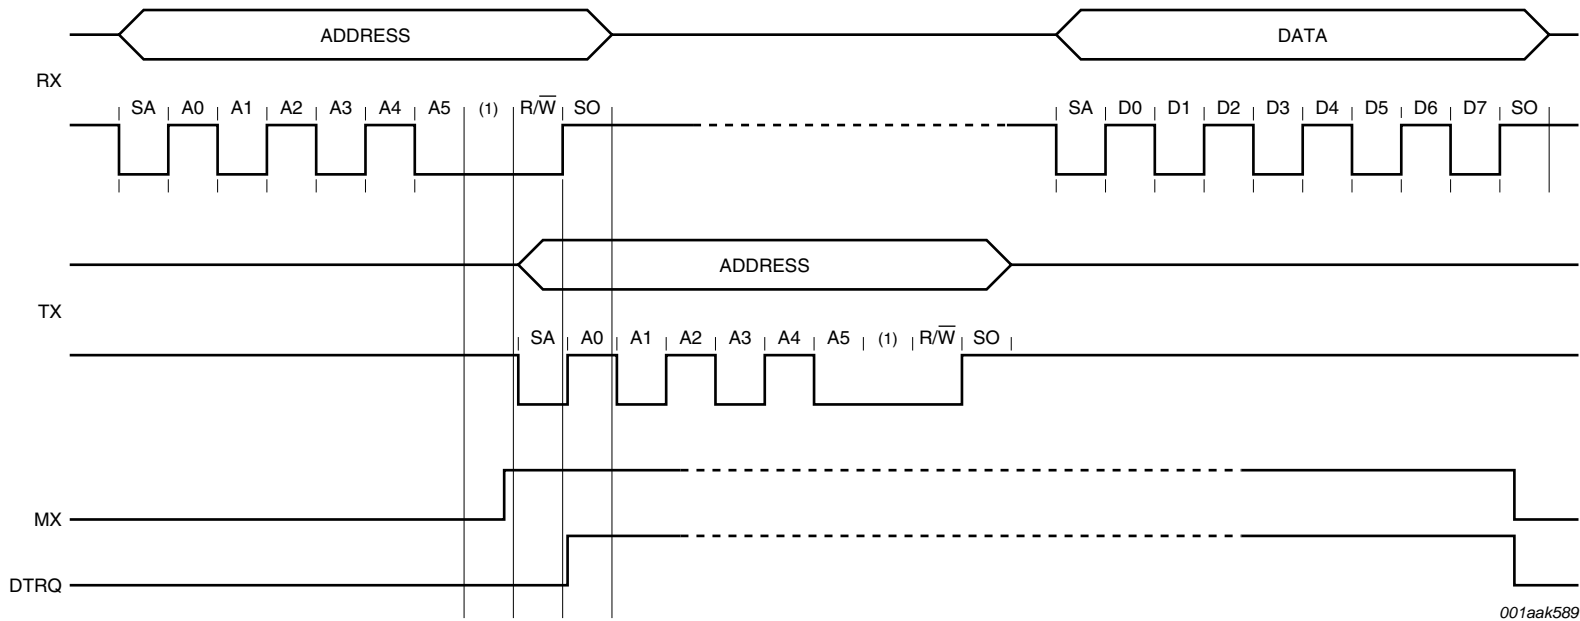 ADDRESS DATA
RX
SA A0 A1 A2 A3 A4 A5 (1) R/W̅ SO SA D0 D1 D2 D3 D4 D5 D6 D7 SO
ADDRESS
TX
SA A0 A1 A2 A3 A4 A5 (1) R/W̅ SO
MX
DTRQ
001aak589